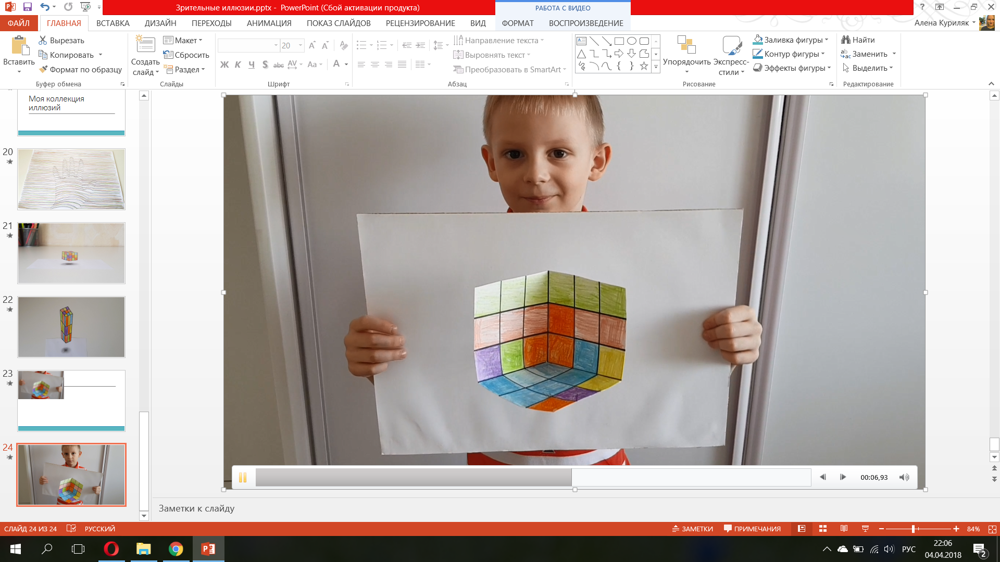 Зрительные иллюзии.pptx - PowerPoint (Сбой активации продукта)
РАБОТА С ВИДЕО
?
ФАЙЛ ГЛАВНАЯ ВСТАВКА ДИЗАЙН ПЕРЕХОДЫ АНИМАЦИЯ ПОКАЗ СЛАЙДОВ РЕЦЕНЗИРОВАНИЕ ВИД ФОРМАТ ВОСПРОИЗВЕДЕНИЕ Алена Куриляк
Вставить
Вырезать
Копировать
Формат по образцу
Буфер обмена
Создать слайд
Макет
Сбросить
Раздел
Слайды
20
Ж К Ч S abc AV Aa А
Шрифт
Направление текста
Выровнять текст
Преобразовать в SmartArt
Абзац
Упорядочить
Экспресс-стили
Заливка фигуры
Контур фигуры
Эффекты фигуры
Рисование
Найти
Заменить
Выделить
Редактирование
Моя коллекция
иллюзий
20
21
22
23
24
00:06,93
Заметки к слайду
СЛАЙД 24 ИЗ 24 РУССКИЙ ЗАМЕТКИ ПРИМЕЧАНИЯ 84%
РУС
22:06
04.04.2018
2